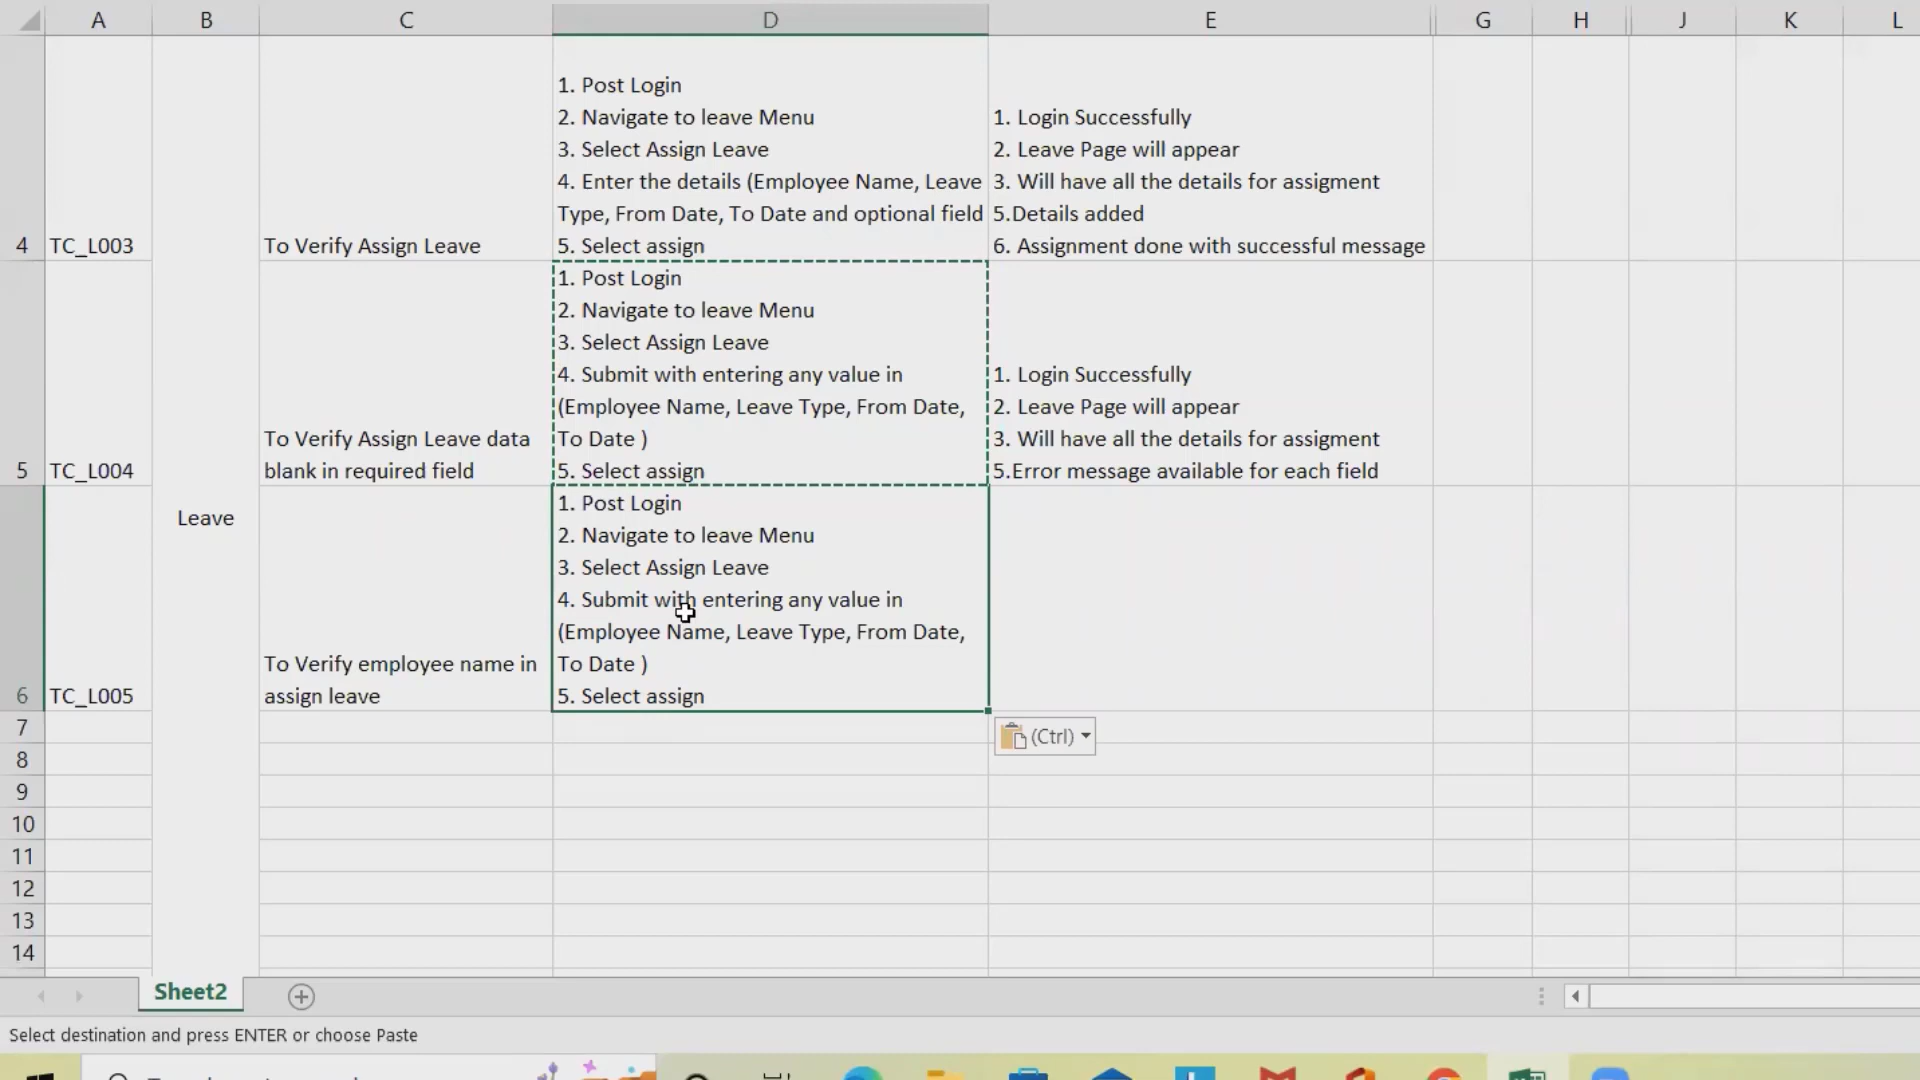 A B C D E G H J K L
1. Post Login
2. Navigate to leave Menu
3. Select Assign Leave
4. Enter the details (Employee Name, Leave
Type, From Date, To Date and optional field
5. Select assign
1. Login Successfully
2. Leave Page will appear
3. Will have all the details for assigment
5.Details added
6. Assignment done with successful message
4 TC_L003
To Verify Assign Leave
1. Post Login
2. Navigate to leave Menu
3. Select Assign Leave
4. Submit with entering any value in
(Employee Name, Leave Type, From Date,
To Date )
5. Select assign
1. Login Successfully
2. Leave Page will appear
3. Will have all the details for assigment
5.Error message available for each field
To Verify Assign Leave data
blank in required field
5 TC_L004
Leave
1. Post Login
2. Navigate to leave Menu
3. Select Assign Leave
4. Submit with entering any value in
(Employee Name, Leave Type, From Date,
To Date )
5. Select assign
To Verify employee name in
assign leave
6 TC_L005
(Ctrl)
7
8
9
10
11
12
13
14
Sheet2
Select destination and press ENTER or choose Paste